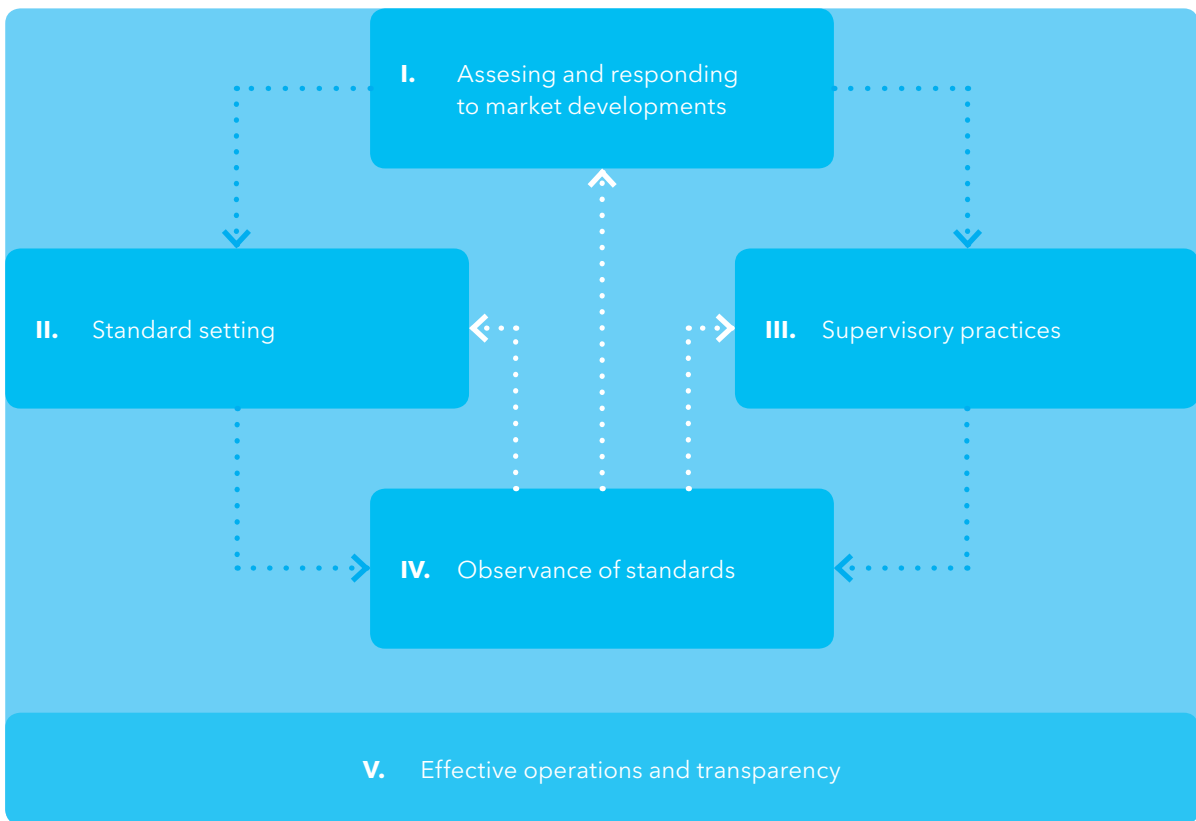 I. Assesing and responding
to market developments
II. Standard setting
III. Supervisory practices
IV. Observance of standards
V. Effective operations and transparency